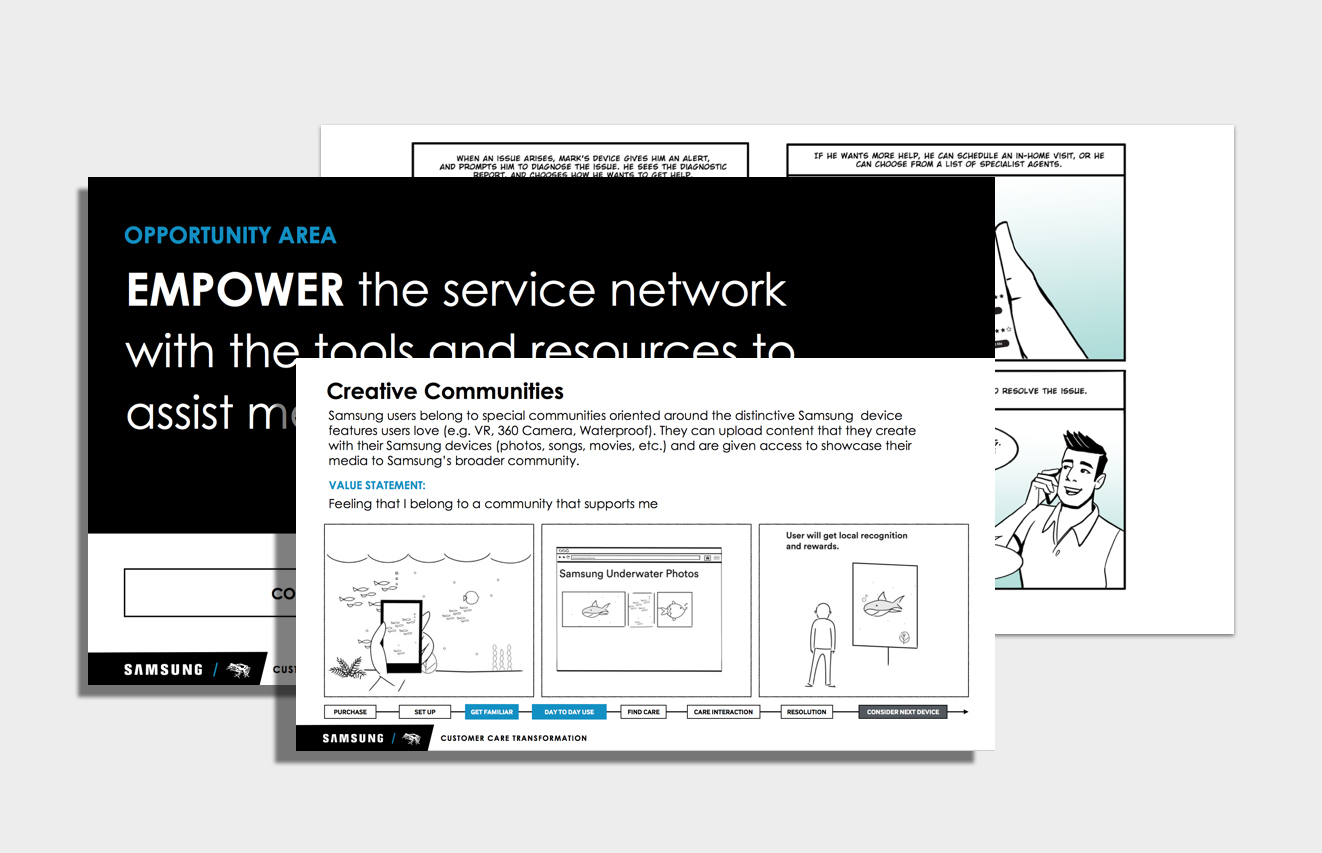 WHEN AN ISSUE ARISES, MARK'S DEVICE GIVES HIM AN ALERT,
AND PROMPTS HIM TO DIAGNOSE THE ISSUE. HE SEES THE DIAGNOSTIC
REPORT, AND CHOOSES HOW HE WANTS TO GET HELP.
IF HE WANTS MORE HELP, HE CAN SCHEDULE AN IN-HOME VISIT, OR HE
CAN CHOOSE FROM A LIST OF SPECIALIST AGENTS.
RESOLVE THE ISSUE.
OPPORTUNITY AREA
EMPOWER the service network
with the tools and resources to
assist
SAMSUNG /
Creative Communities
Samsung users belong to special communities oriented around the distinctive Samsung device
features users love (e.g. VR, 360 Camera, Waterproof). They can upload content that they create
with their Samsung devices (photos, songs, movies, etc.) and are given access to showcase their
media to Samsung's broader community.
VALUE STATEMENT:
Feeling that I belong to a community that supports me
Samsung Underwater Photos
User will get local recognition
and rewards.
PURCHASE
SET UP
GET FAMILIAR
DAY TO DAY USE
FIND CARE
CARE INTERACTION
RESOLUTION
CONSIDER NEXT DEVICE
SAMSUNG / CUSTOMER CARE TRANSFORMATION